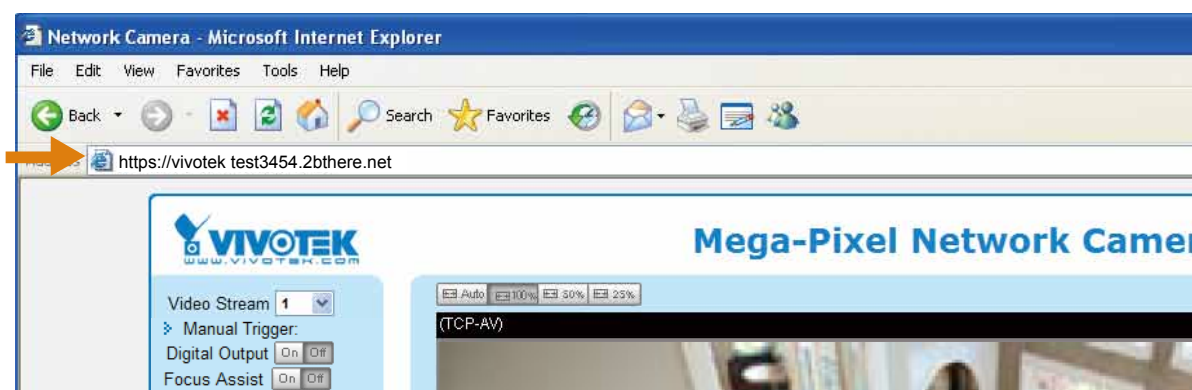 Network Camera - Microsoft Internet Explorer
File Edit View Favorites Tools Help
Back Search Favorites
https://vivotek test3454.2bthere.net
VIVOTEK
www.vivotek.com
Mega-Pixel Network Camer
Video Stream 1
Manual Trigger:
Digital Output On Off
Focus Assist On Off
Auto 100% 50% 25%
(TCP-AV)